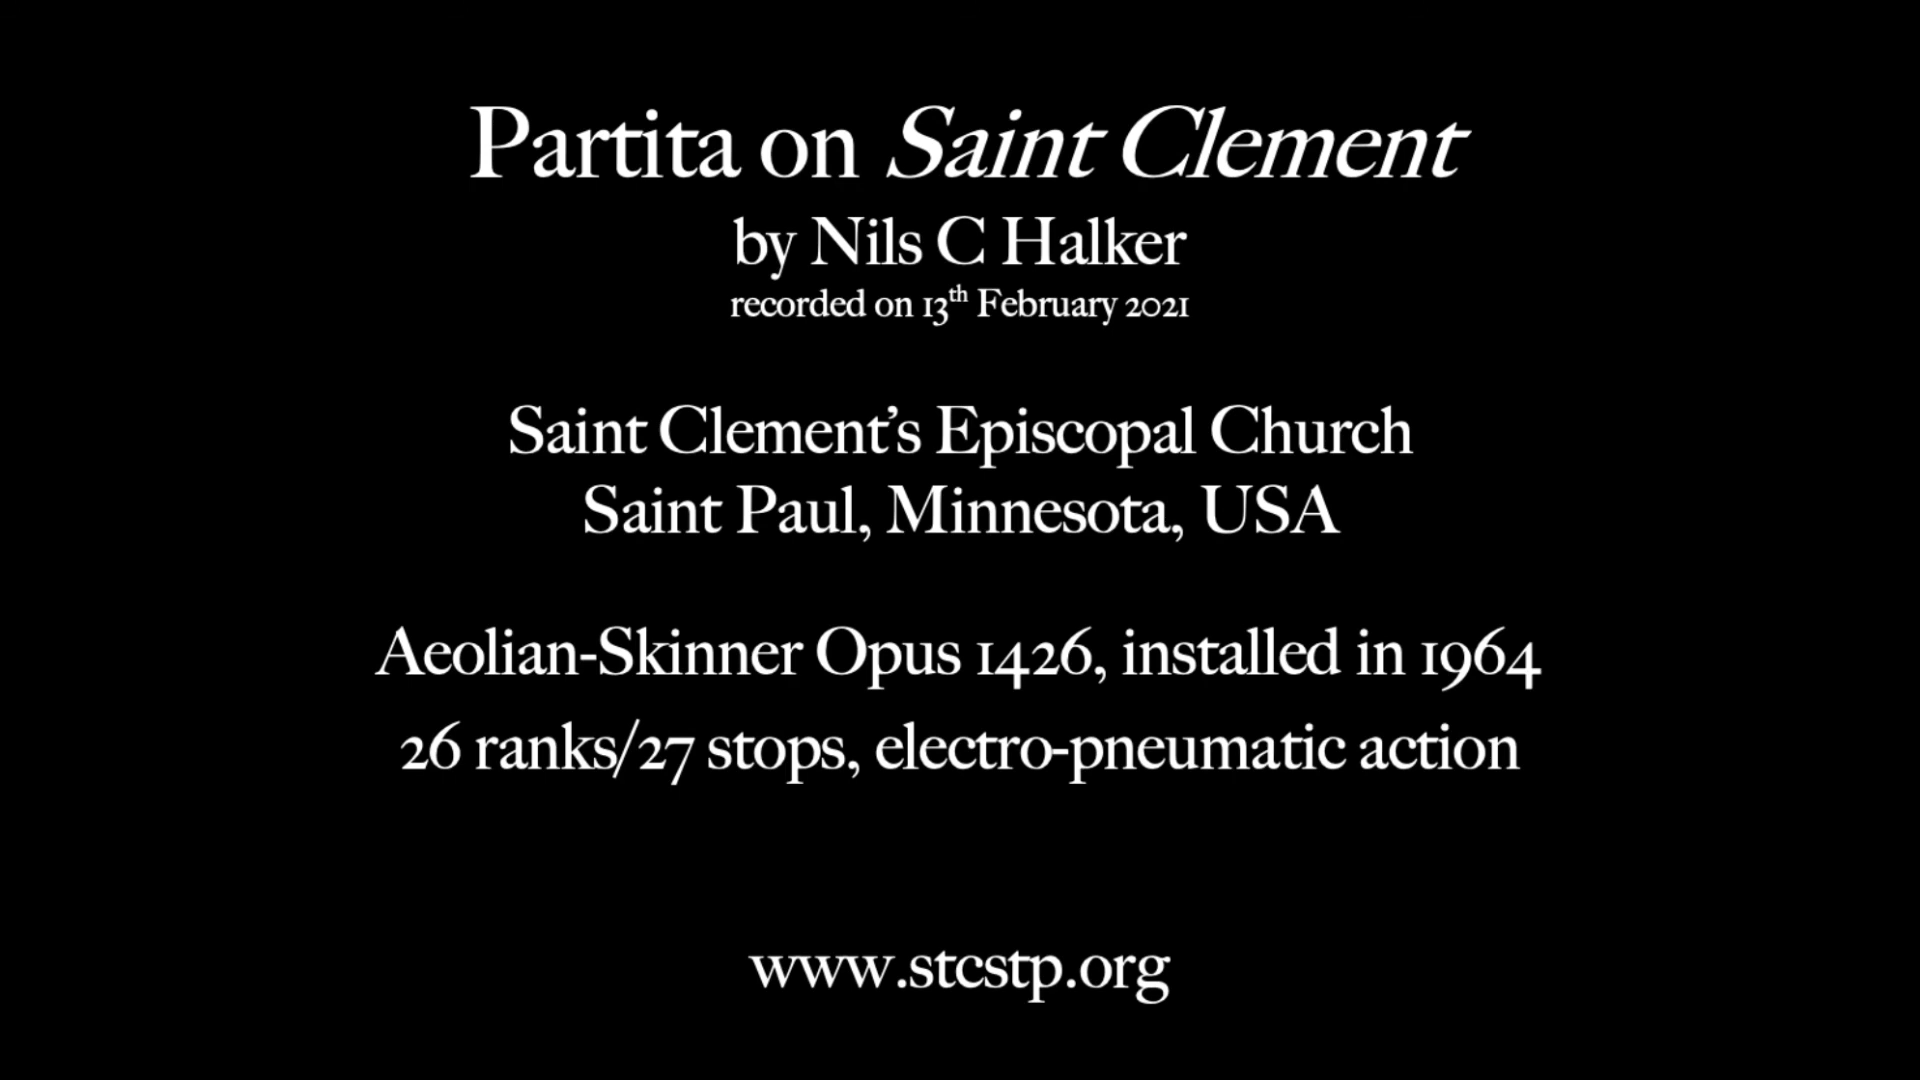 Partita on Saint Clement
by Nils C Halker
recorded on 13th February 2021
Saint Clement’s Episcopal Church
Saint Paul, Minnesota, USA
Aeolian-Skinner Opus 1426, installed in 1964
26 ranks/27 stops, electro-pneumatic action
www.stcstp.org